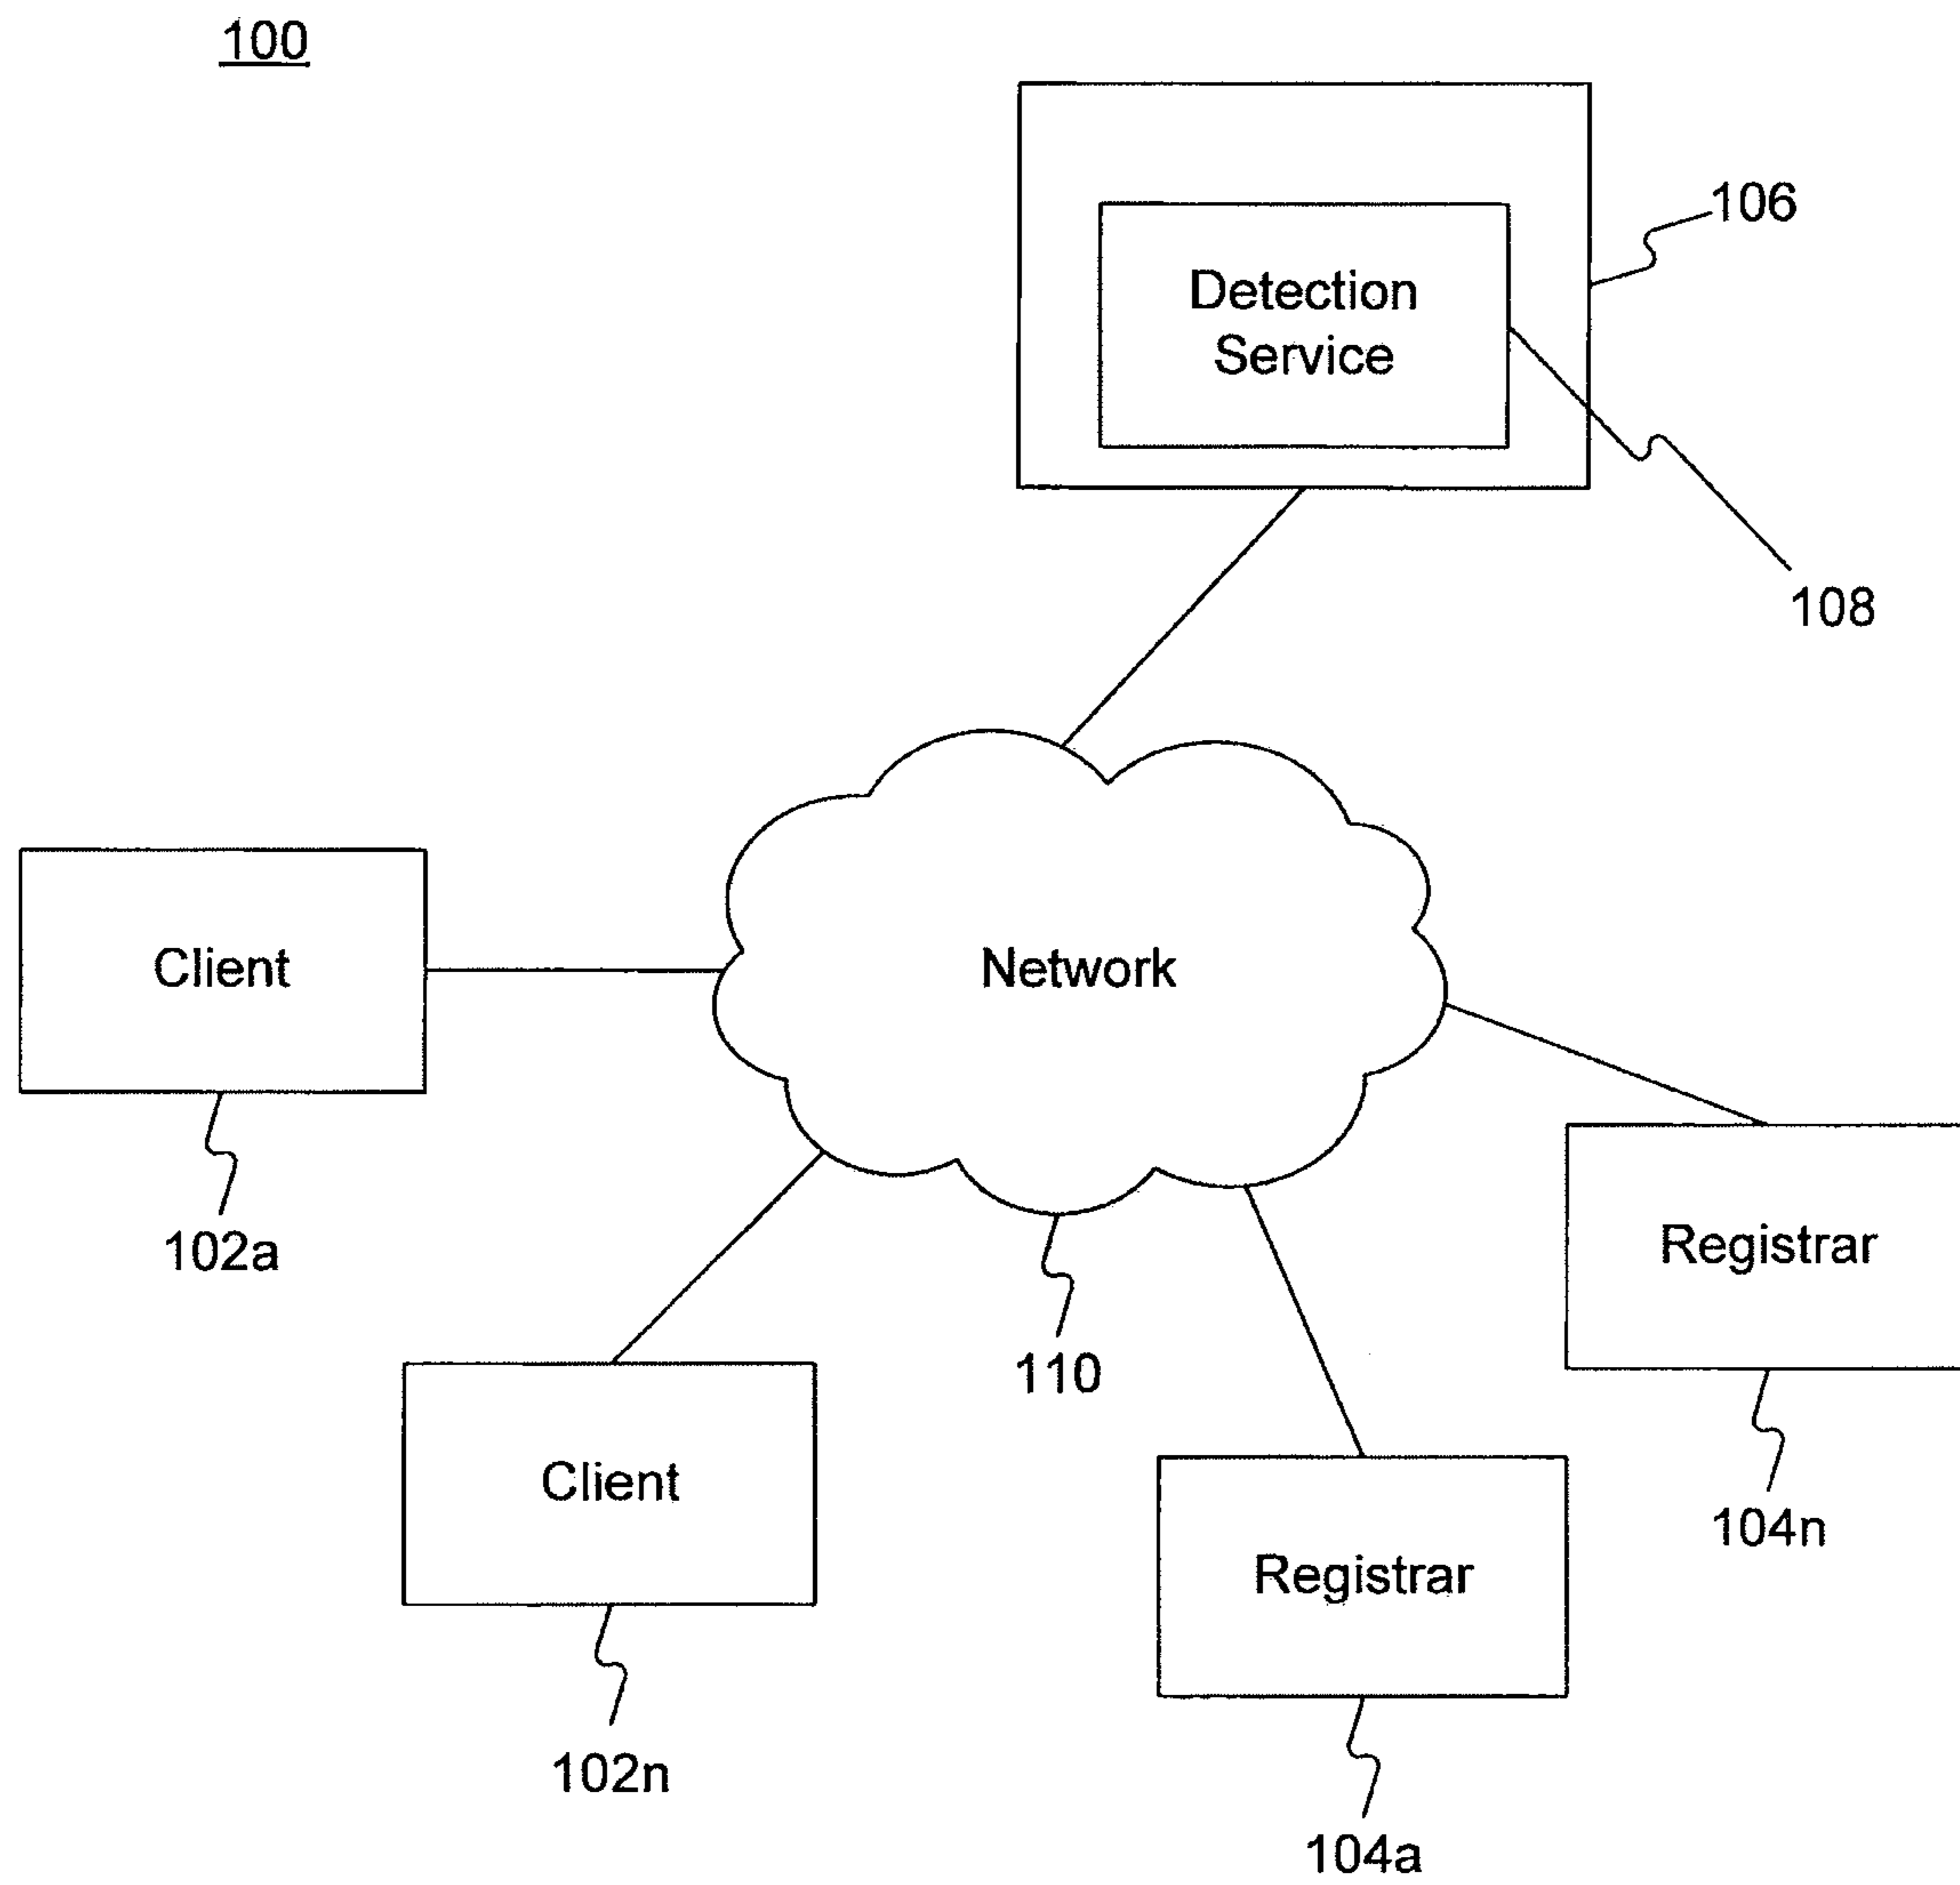 100
106
Detection
Service
108
Client
Network
102a
Registrar
110
Client
104n
Registrar
102n
104a